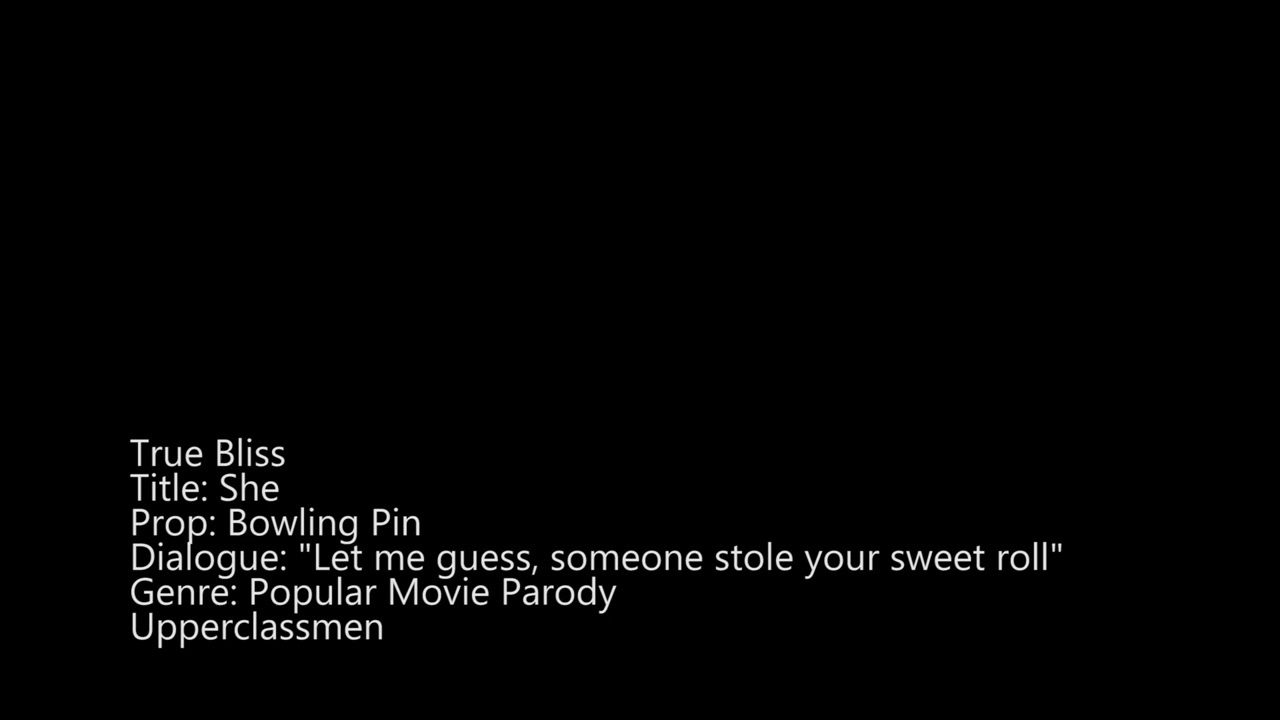 True Bliss
Title: She
Prop: Bowling Pin
Dialogue: "Let me guess, someone stole your sweet roll"
Genre: Popular Movie Parody
Upperclassmen